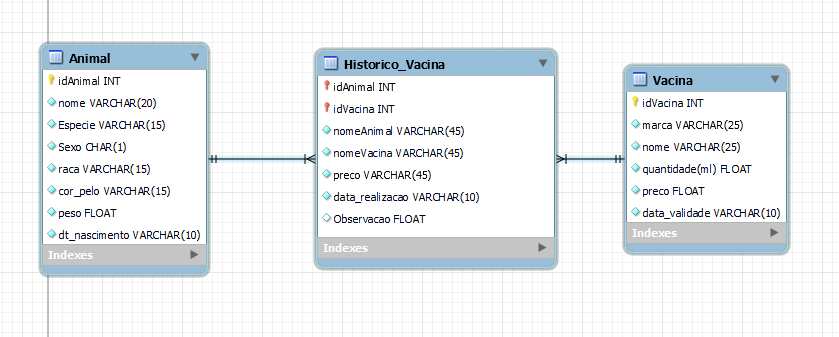 Animal
idAnimal INT
nome VARCHAR(20)
Especie VARCHAR(15)
Sexo CHAR(1)
raca VARCHAR(15)
cor_pelo VARCHAR(15)
peso FLOAT
dt_nascimento VARCHAR(10)
Indexes
Historico_Vacina
idAnimal INT
idVacina INT
nomeAnimal VARCHAR(45)
nomeVacina VARCHAR(45)
preco VARCHAR(45)
data_realizacao VARCHAR(10)
Observacao FLOAT
Indexes
Vacina
idVacina INT
marca VARCHAR(25)
nome VARCHAR(25)
quantidade(ml) FLOAT
preco FLOAT
data_validade VARCHAR(10)
Indexes